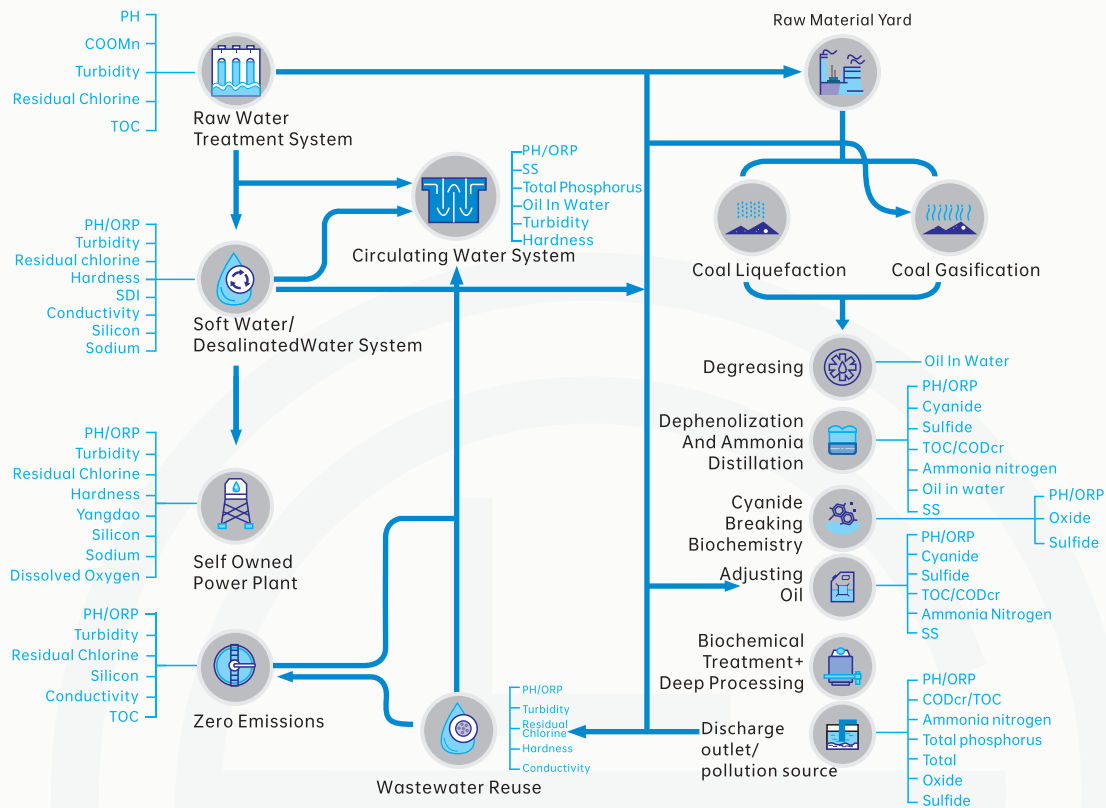 PH
COOMn
Turbidity
Residual Chlorine
TOC
Raw Water
Treatment System
Raw Material Yard
PH/ORP
SS
Total Phosphorus
Oil In Water
Turbidity
Hardness
Circulating Water System
PH/ORP
Turbidity
Residual chlorine
Hardness
SDI
Conductivity
Silicon
Sodium
Soft Water/
DesalinatedWater System
Coal Liquefaction
Coal Gasification
Degreasing
Oil In Water
Dephenolization
And Ammonia
Distillation
PH/ORP
Cyanide
Sulfide
TOC/CODcr
Ammonia nitrogen
Oil in water
SS
PH/ORP
Turbidity
Residual Chlorine
Hardness
Yangdao
Silicon
Sodium
Dissolved Oxygen
Self Owned
Power Plant
Cyanide
Breaking
Biochemistry
PH/ORP
Oxide
Sulfide
Adjusting
Oil
PH/ORP
Cyanide
Sulfide
TOC/CODcr
Ammonia Nitrogen
SS
PH/ORP
Turbidity
Residual Chlorine
Silicon
Conductivity
TOC
Zero Emissions
Biochemical
Treatment+
Deep Processing
PH/ORP
Turbidity
Residual
Chlorine
Hardness
Conductivity
Wastewater Reuse
Discharge
outlet/
pollution source
PH/ORP
CODcr/TOC
Ammonia nitrogen
Total phosphorus
Total
Oxide
Sulfide